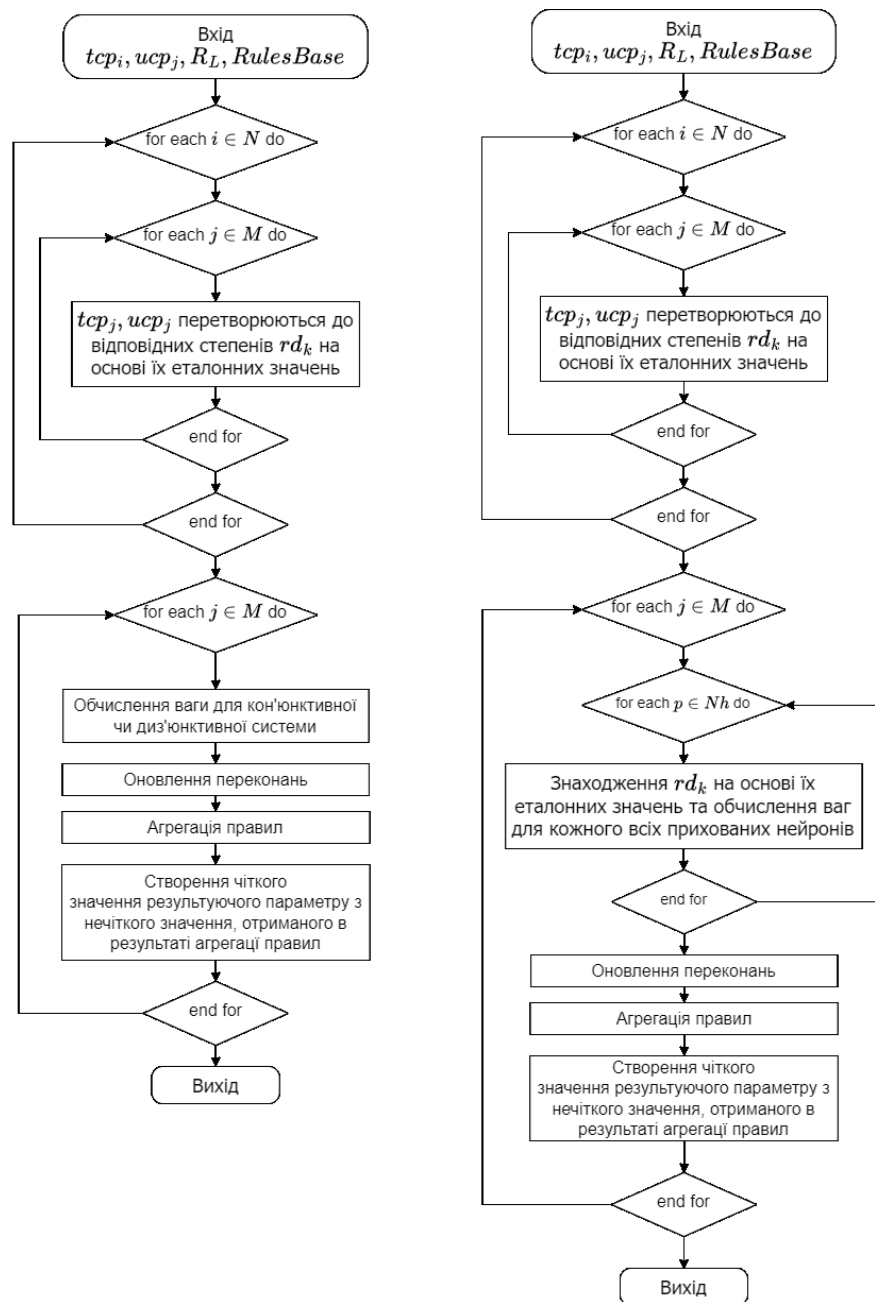 Вхід
tcp_i, ucp_j, R_L, RulesBase
for each i ∈ N do
for each j ∈ M do
tcp_j, ucp_j перетворюються до
відповідних степенів rd_k на
основі їх еталонних значень
end for
end for
for each j ∈ M do
Обчислення ваги для кон'юнктивної
чи диз'юнктивної системи
Оновлення переконань
Агрегація правил
Створення чіткого
значення результуючого параметру з
нечіткого значення, отриманого в
результаті агрегації правил
end for
Вихід
Вхід
tcp_i, ucp_j, R_L, RulesBase
for each i ∈ N do
for each j ∈ M do
tcp_j, ucp_j перетворюються до
відповідних степенів rd_k на
основі їх еталонних значень
end for
end for
for each j ∈ M do
for each p ∈ Nh do
Знаходження rd_k на основі їх
еталонних значень та обчислення ваг
для кожного всіх прихованих нейронів
end for
Оновлення переконань
Агрегація правил
Створення чіткого
значення результуючого параметру з
нечіткого значення, отриманого в
результаті агрегації правил
end for
Вихід